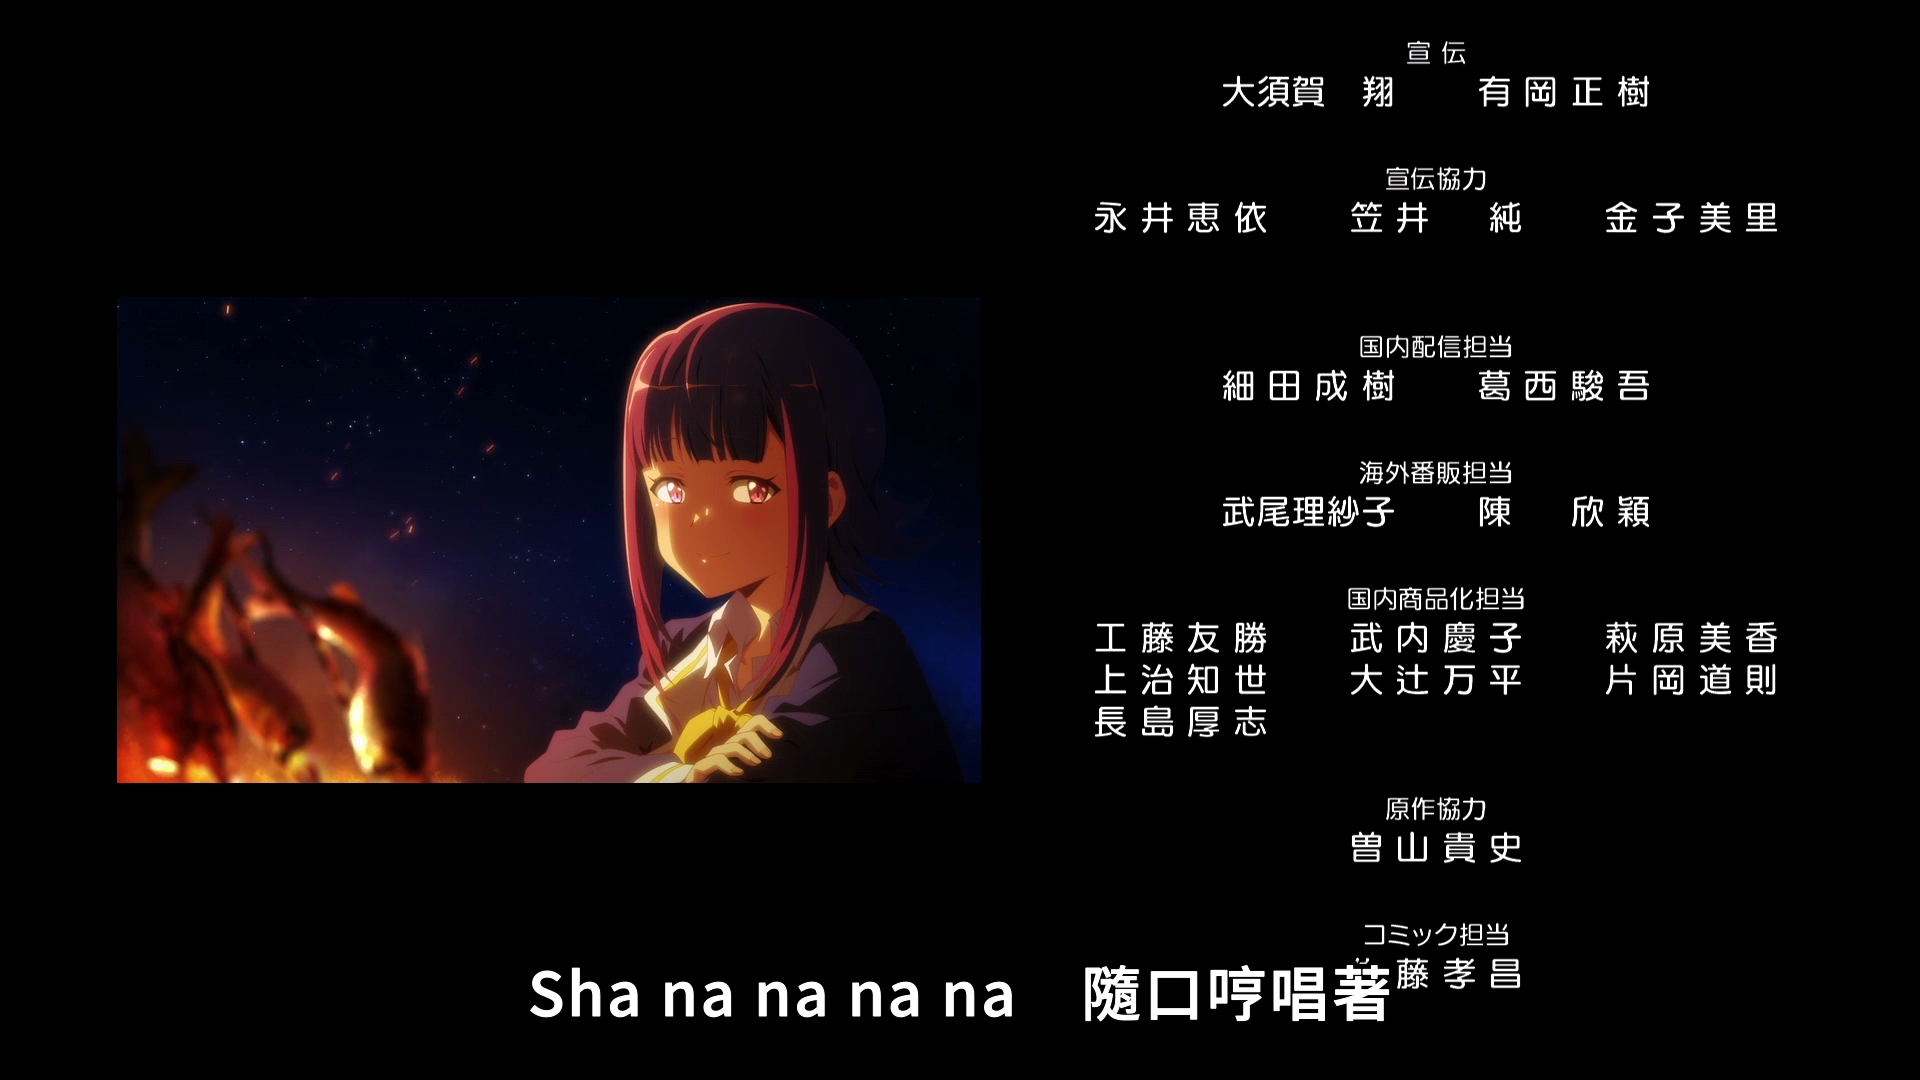 宣伝
大須賀 翔 有岡正樹
宣伝協力
永井恵依 笠井 純 金子美里
国内配信担当
細田成樹 葛西駿吾
海外番販担当
武尾理紗子 陳 欣穎
国内商品化担当
工藤友勝 武内慶子 萩原美香
上治知世 大辻万平 片岡道則
長島厚志
原作協力
曽山貴史
コミック担当
藤孝昌
Sha na na na na 隨口哼唱著